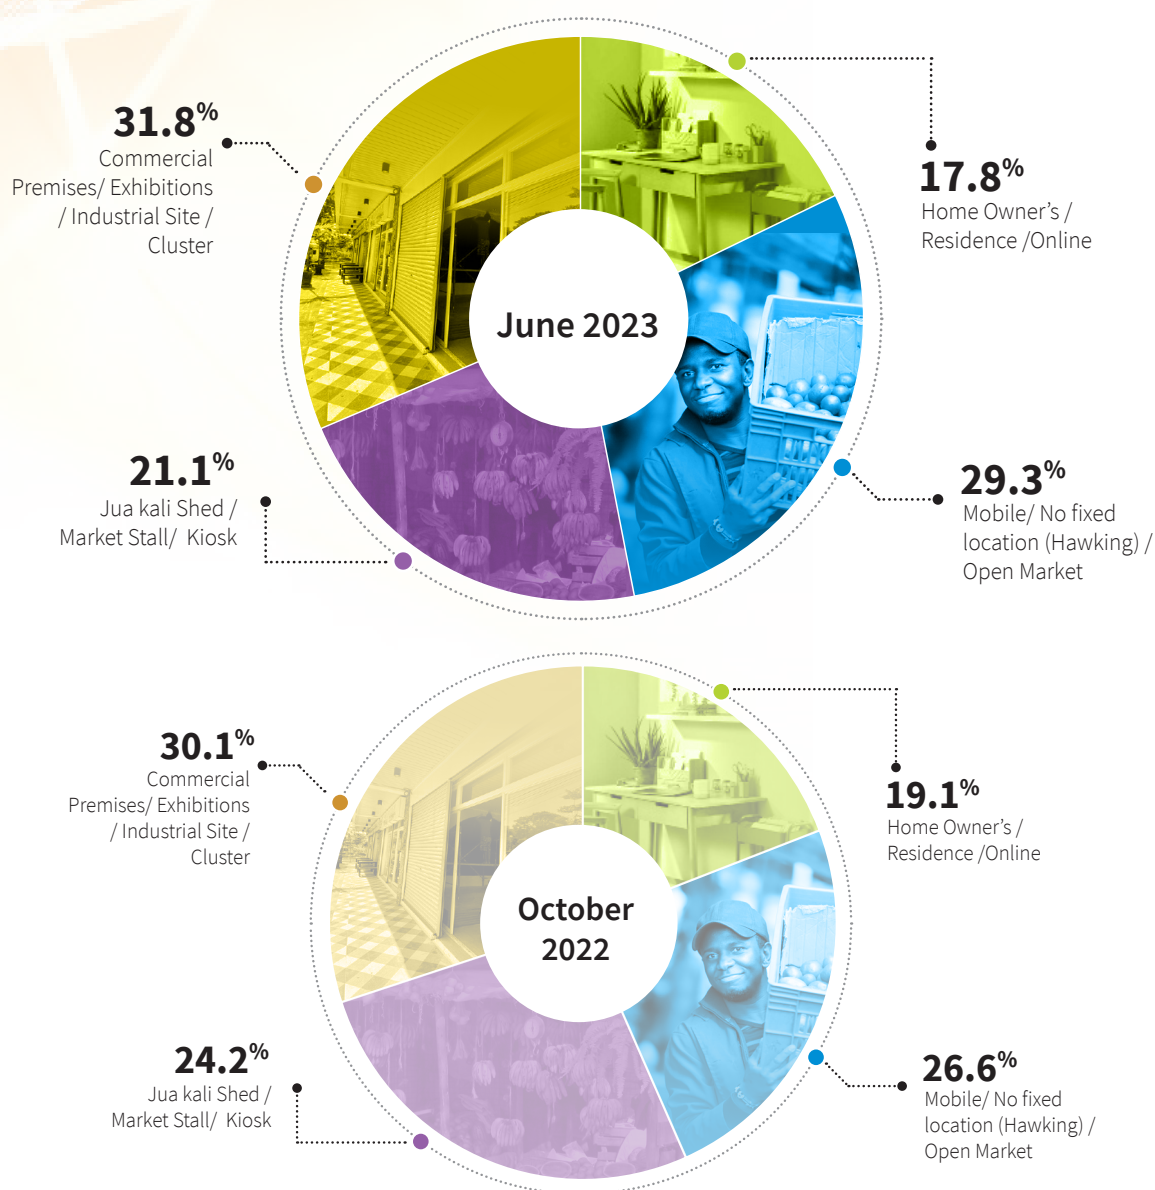 31.8%
Commercial
Premises/ Exhibitions
/ Industrial Site /
Cluster
17.8%
Home Owner’s /
Residence /Online
June 2023
21.1%
Jua kali Shed /
Market Stall/ Kiosk
29.3%
Mobile/ No fixed
location (Hawking) /
Open Market
30.1%
Commercial
Premises/ Exhibitions
/ Industrial Site /
Cluster
19.1%
Home Owner’s /
Residence /Online
October
2022
24.2%
Jua kali Shed /
Market Stall/ Kiosk
26.6%
Mobile/ No fixed
location (Hawking) /
Open Market